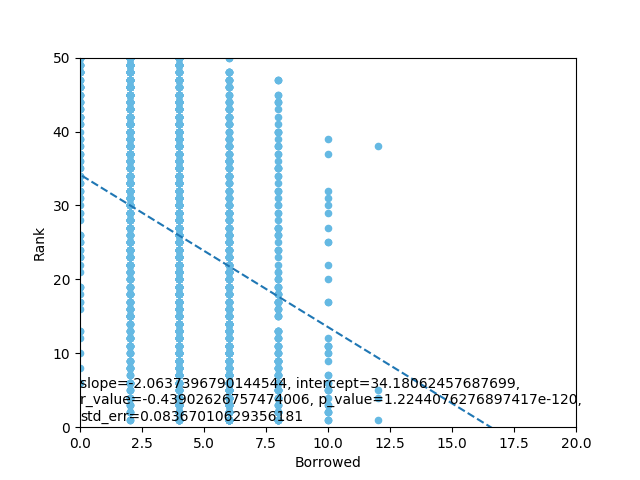 50
40
30
20
10
0
Rank
slope=-2.0637396790144544, intercept=34.18062457687699,
r_value=-0.43902626757474006, p_value=1.2244076276897417e-120,
std_err=0.08367010629356181
0.0 2.5 5.0 7.5 10.0 12.5 15.0 17.5 20.0
Borrowed